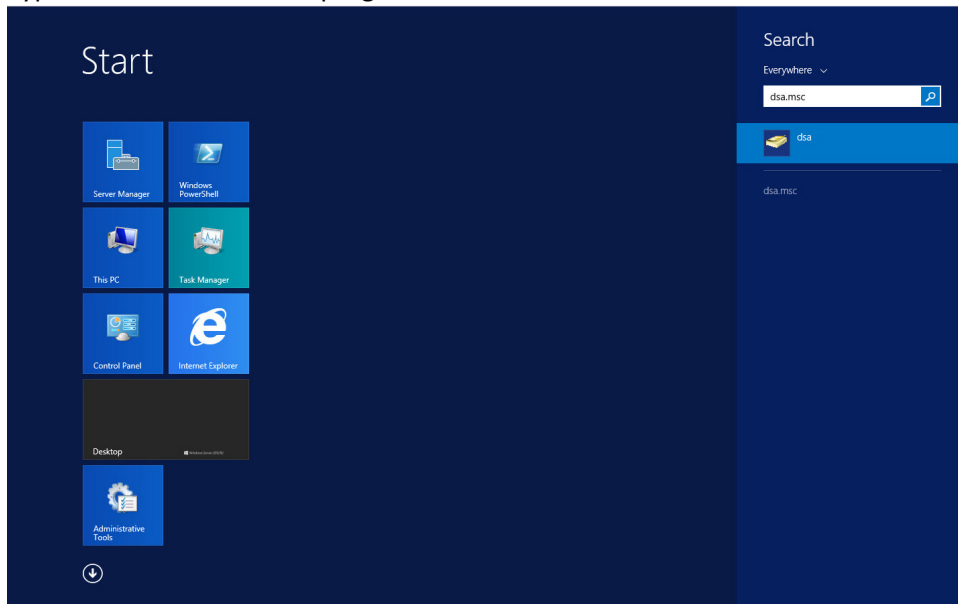 Start
Search
Everywhere
dsa.msc
dsa
dsa.msc
Server Manager
Windows
PowerShell
This PC
Task Manager
Control Panel
Internet Explorer
Desktop
Administrative
Tools